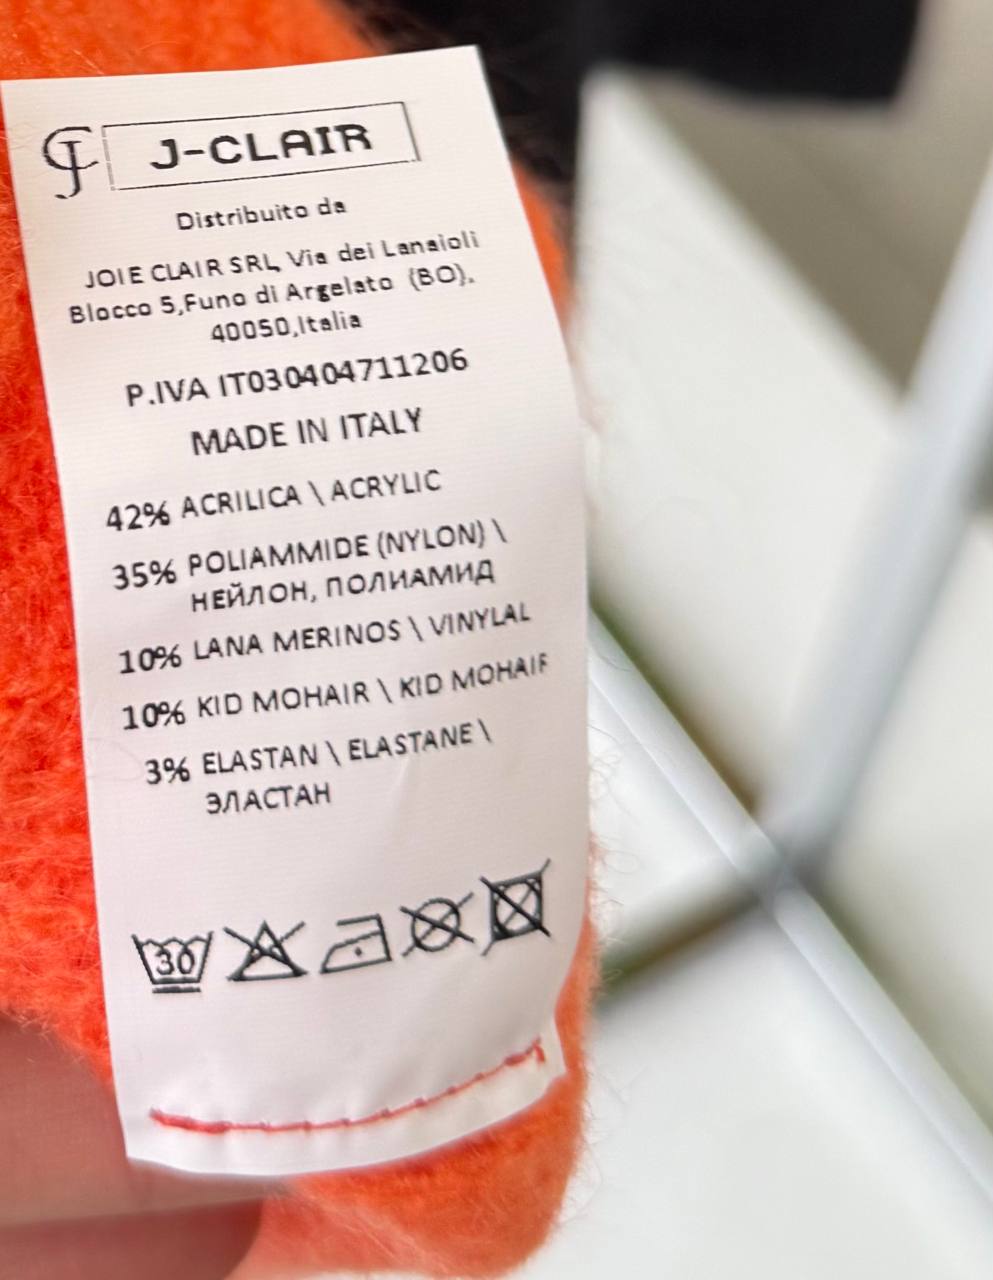 J-CLAIR
Distribuito da
JOIE CLAIR SRL, Via dei Lanaioli
Blocco 5,Funo di Argelato (BO).
40050,Italia
P.IVA IT030404711206
MADE IN ITALY
42% ACRILICA \ ACRYLIC
35% POLIAMMIDE (NYLON) \
НЕЙЛОН, ПОЛИАМИД
10% LANA MERINOS \ VINYLAL
10% KID MOHAIR \ KID MOHAIR
3% ELASTAN \ ELASTANE \
ЭЛАСТАН
30